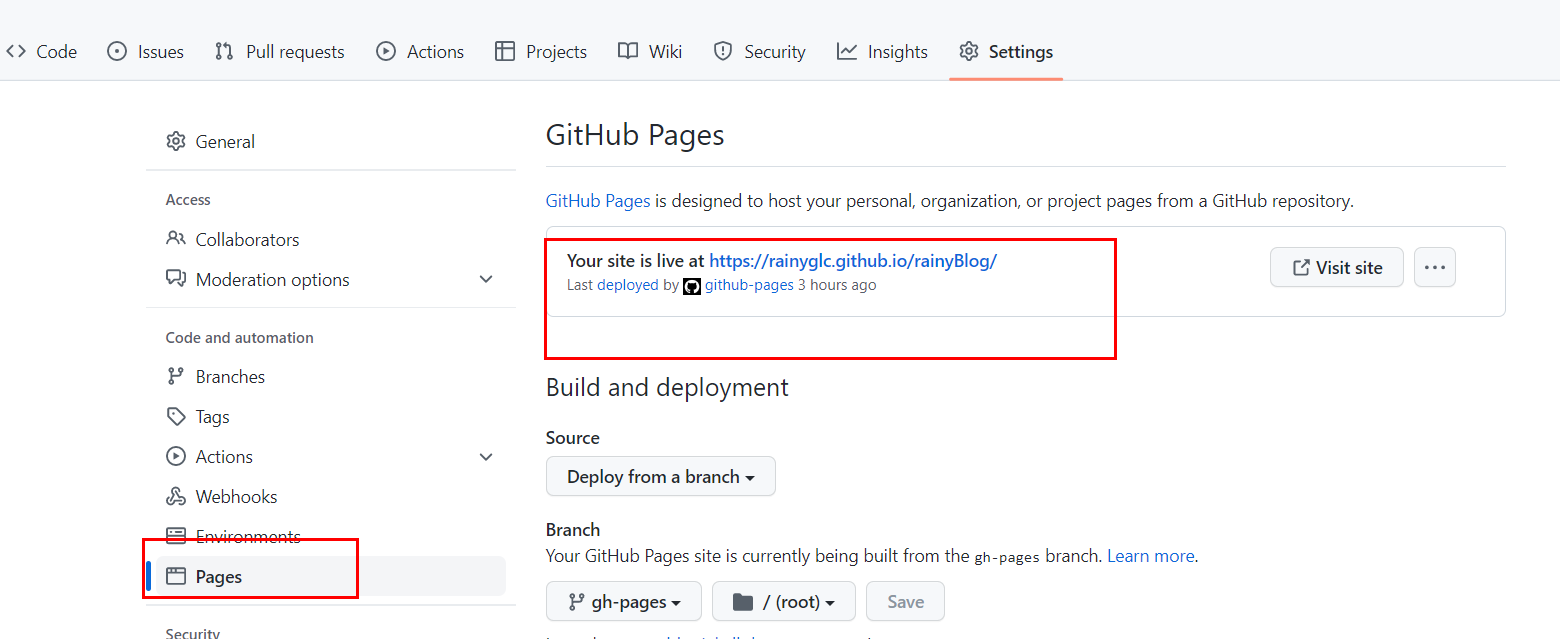 Code Issues Pull requests Actions Projects Wiki Security Insights Settings
General
Access
Collaborators
Moderation options
Code and automation
Branches
Tags
Actions
Webhooks
Environments
Pages
Security
GitHub Pages
GitHub Pages is designed to host your personal, organization, or project pages from a GitHub repository.
Your site is live at https://rainyglc.github.io/rainyBlog/
Last deployed by github-pages 3 hours ago
Visit site
Build and deployment
Source
Deploy from a branch
Branch
Your GitHub Pages site is currently being built from the gh-pages branch. Learn more.
gh-pages / (root) Save